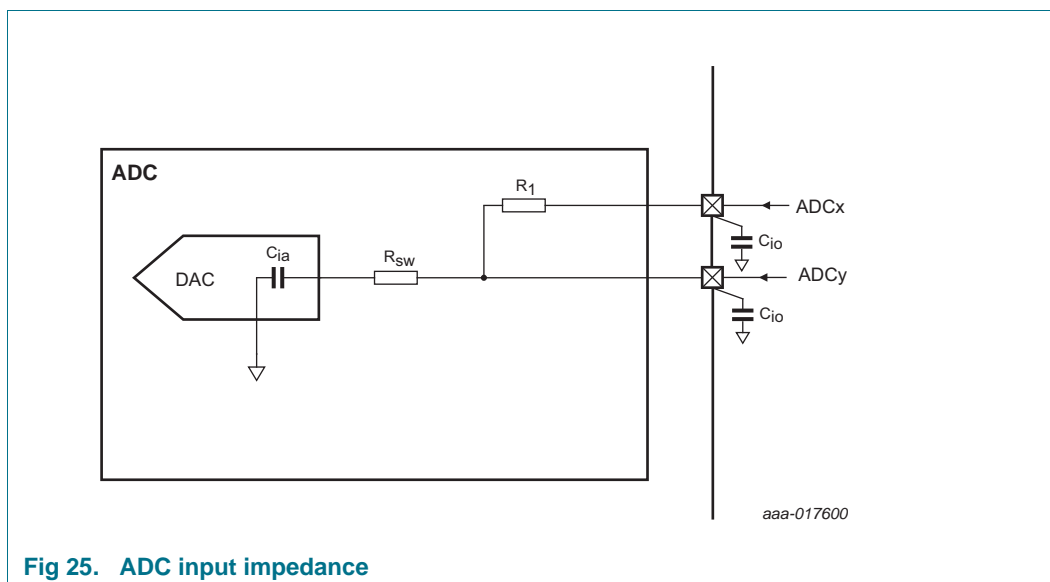 ADC
R1
ADCx
Cio
Cia
Rsw
DAC
ADCy
Cio
aaa-017600
Fig 25. ADC input impedance